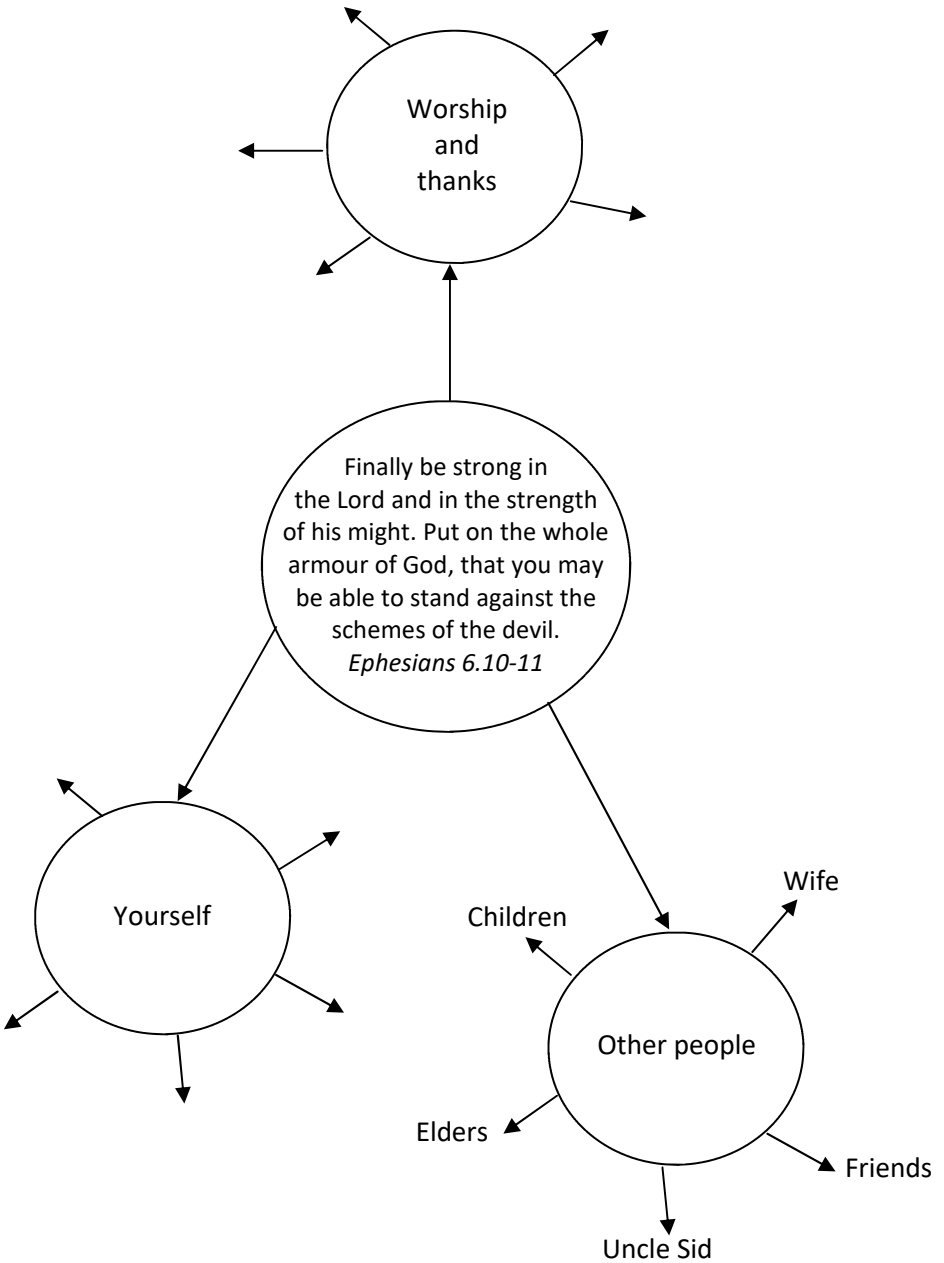 Worship
and
thanks
Finally be strong in
the Lord and in the strength
of his might. Put on the whole
armour of God, that you may
be able to stand against the
schemes of the devil.
Ephesians 6.10-11
Yourself
Wife
Children
Other people
Elders
Friends
Uncle Sid